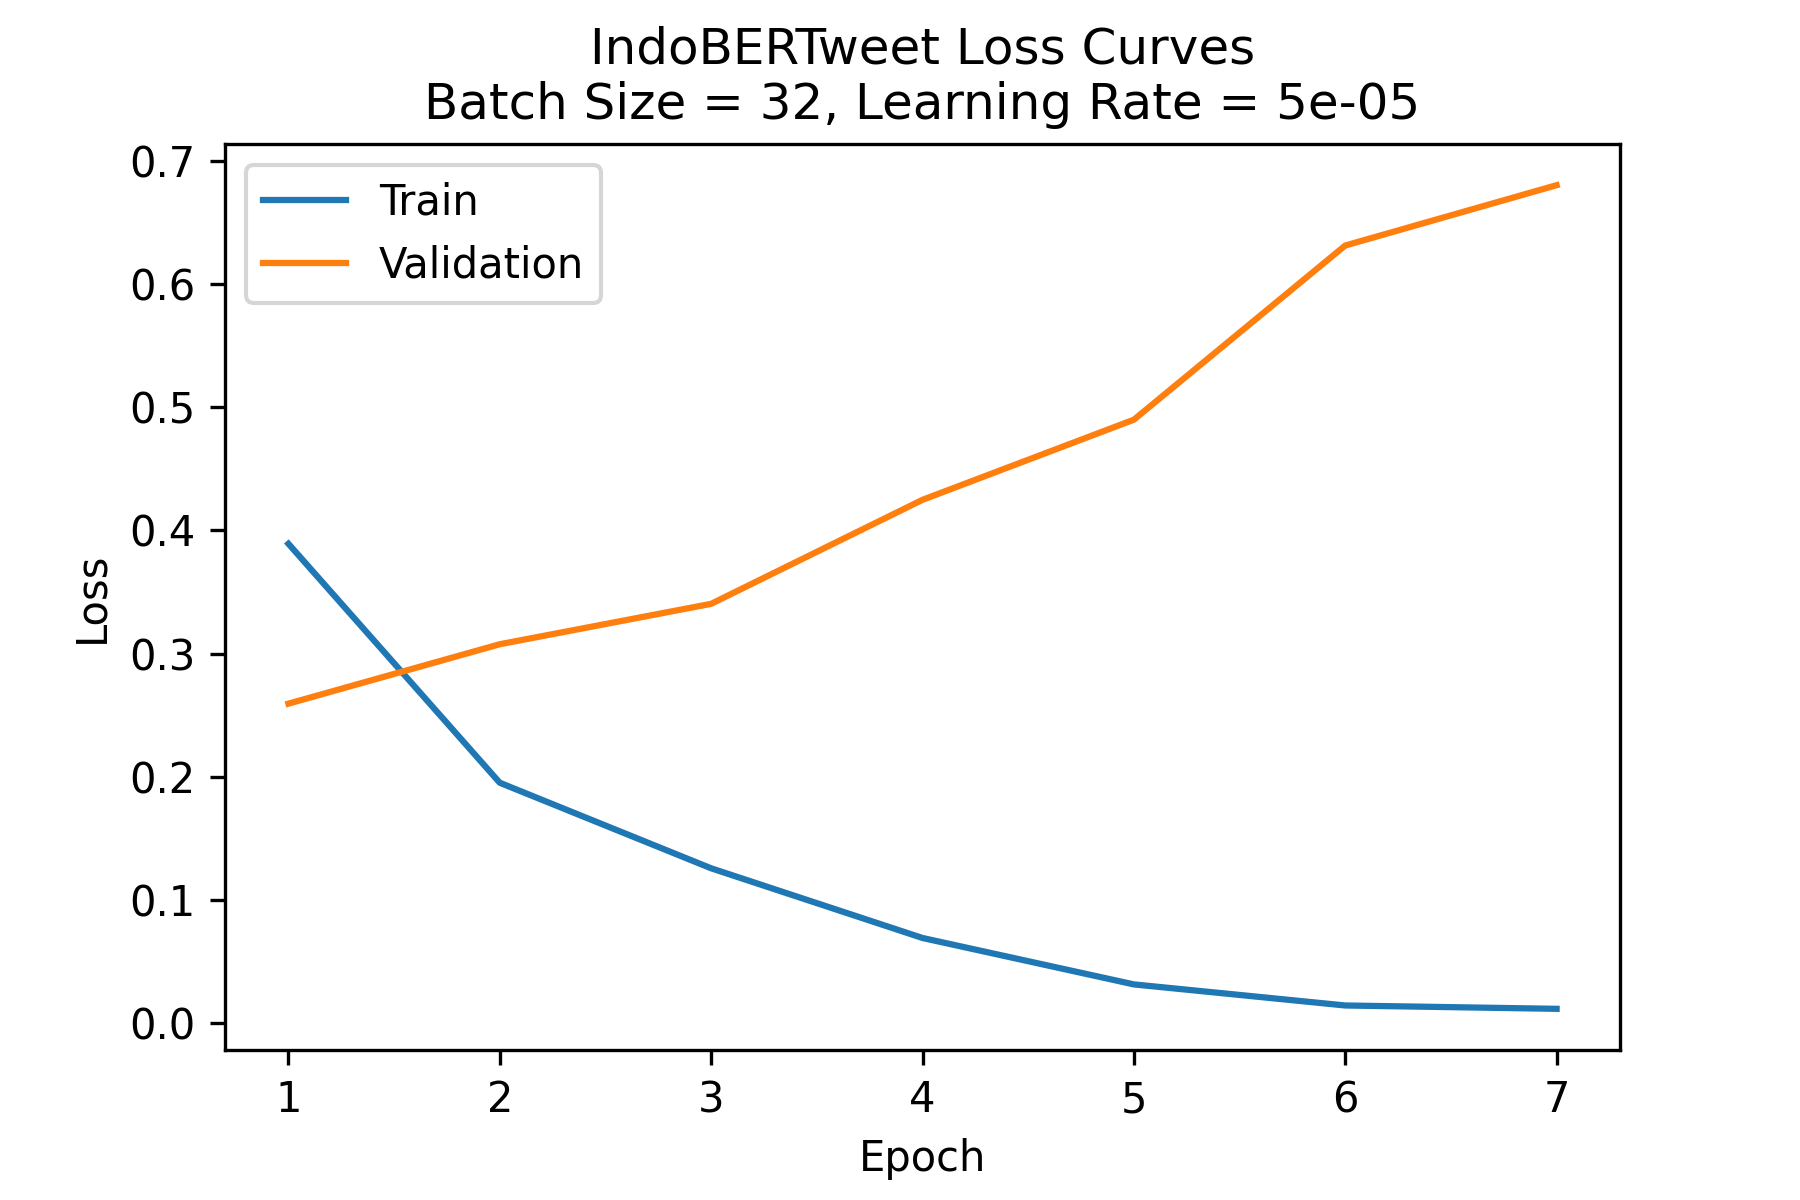 IndoBERTweet Loss Curves
Batch Size = 32, Learning Rate = 5e-05
Train
Validation
Loss
0.7
0.6
0.5
0.4
0.3
0.2
0.1
0.0
1 2 3 4 5 6 7
Epoch